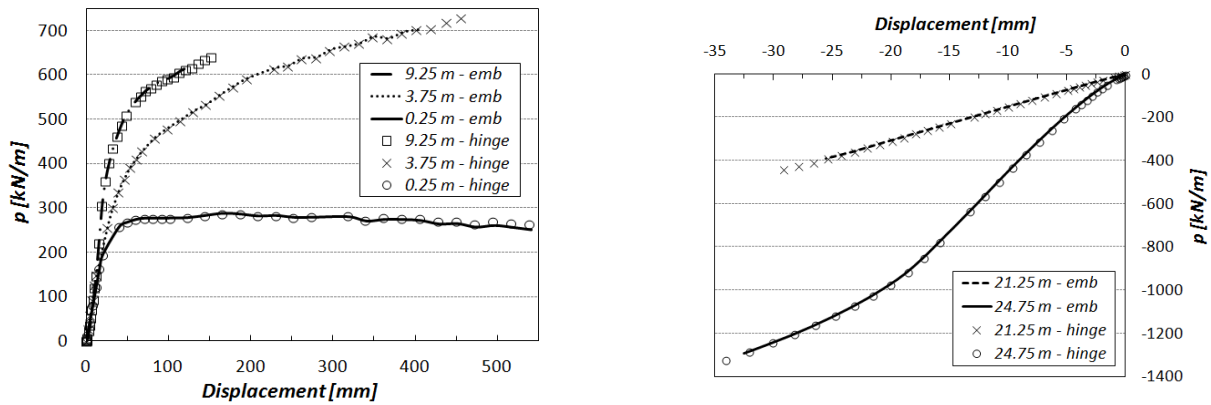 700
600
500
400
300
200
100
0
p [kN/m]
0
100
200
300
400
500
Displacement [mm]
9.25 m - emb
3.75 m - emb
0.25 m - emb
9.25 m - hinge
3.75 m - hinge
0.25 m - hinge
Displacement [mm]
-35
-30
-25
-20
-15
-10
-5
0
0
-200
-400
-600
-800
-1000
-1200
-1400
p [kN/m]
21.25 m - emb
24.75 m - emb
21.25 m - hinge
24.75 m - hinge